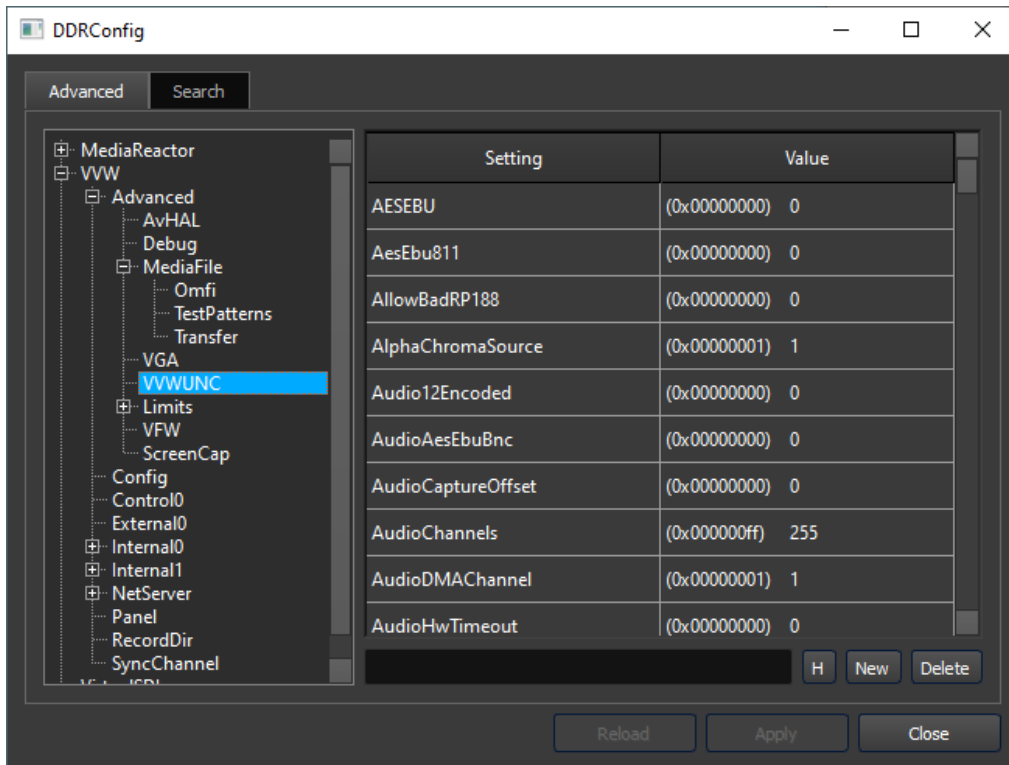 DDRConfig
Advanced
Search
MediaReactor
VVW
Advanced
AvHAL
Debug
MediaFile
Omfi
TestPatterns
Transfer
VGA
VVWUNC
Limits
VFW
ScreenCap
Config
Control0
External0
Internal0
Internal1
NetServer
Panel
RecordDir
SyncChannel
Setting Value
AESEBU (0x00000000) 0
AesEbu811 (0x00000000) 0
AllowBadRP188 (0x00000000) 0
AlphaChromaSource (0x00000001) 1
Audio12Encoded (0x00000000) 0
AudioAesEbuBnc (0x00000000) 0
AudioCaptureOffset (0x00000000) 0
AudioChannels (0x000000ff) 255
AudioDMAChannel (0x00000001) 1
AudioHwTimeout (0x00000000) 0
H New Delete
Reload Apply Close